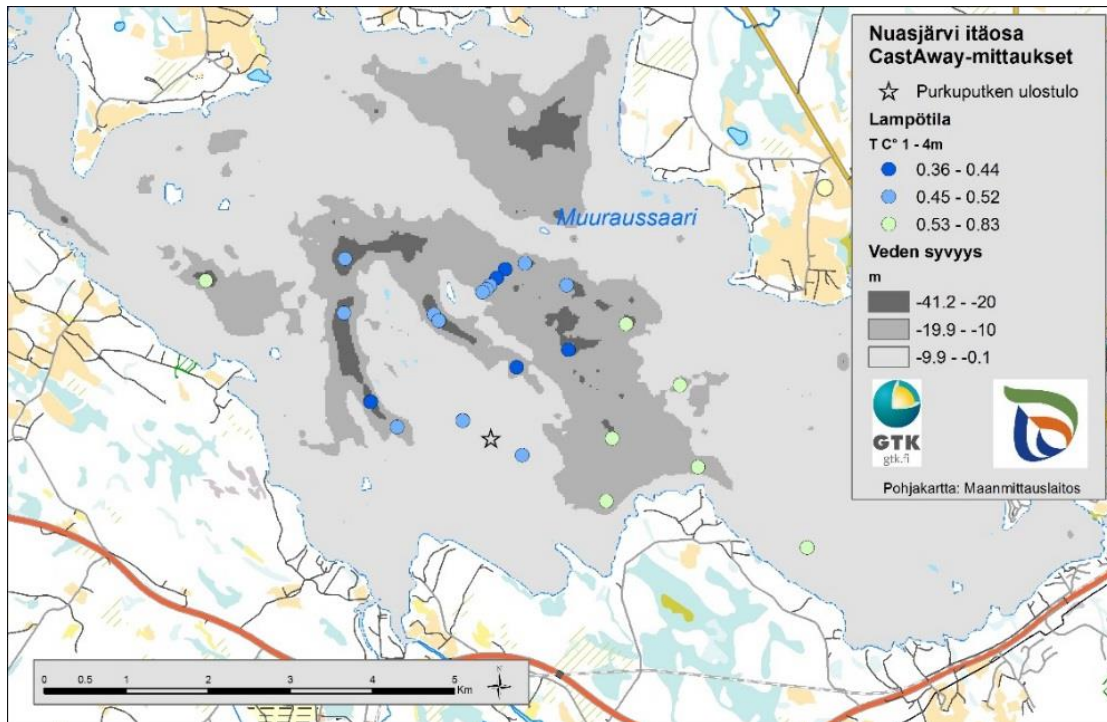 Nuasjärvi itäosa
CastAway-mittaukset
Purkuputken ulostulo
Lampötila
T C° 1 - 4m
0.36 - 0.44
0.45 - 0.52
0.53 - 0.83
Veden syvyys
m
-41.2 - -20
-19.9 - -10
-9.9 - -0.1
GTK
gtk.fi
Pohjakartta: Maanmittauslaitos
Muuraussaari
0 0.5 1 2 3 4 5
Km
N